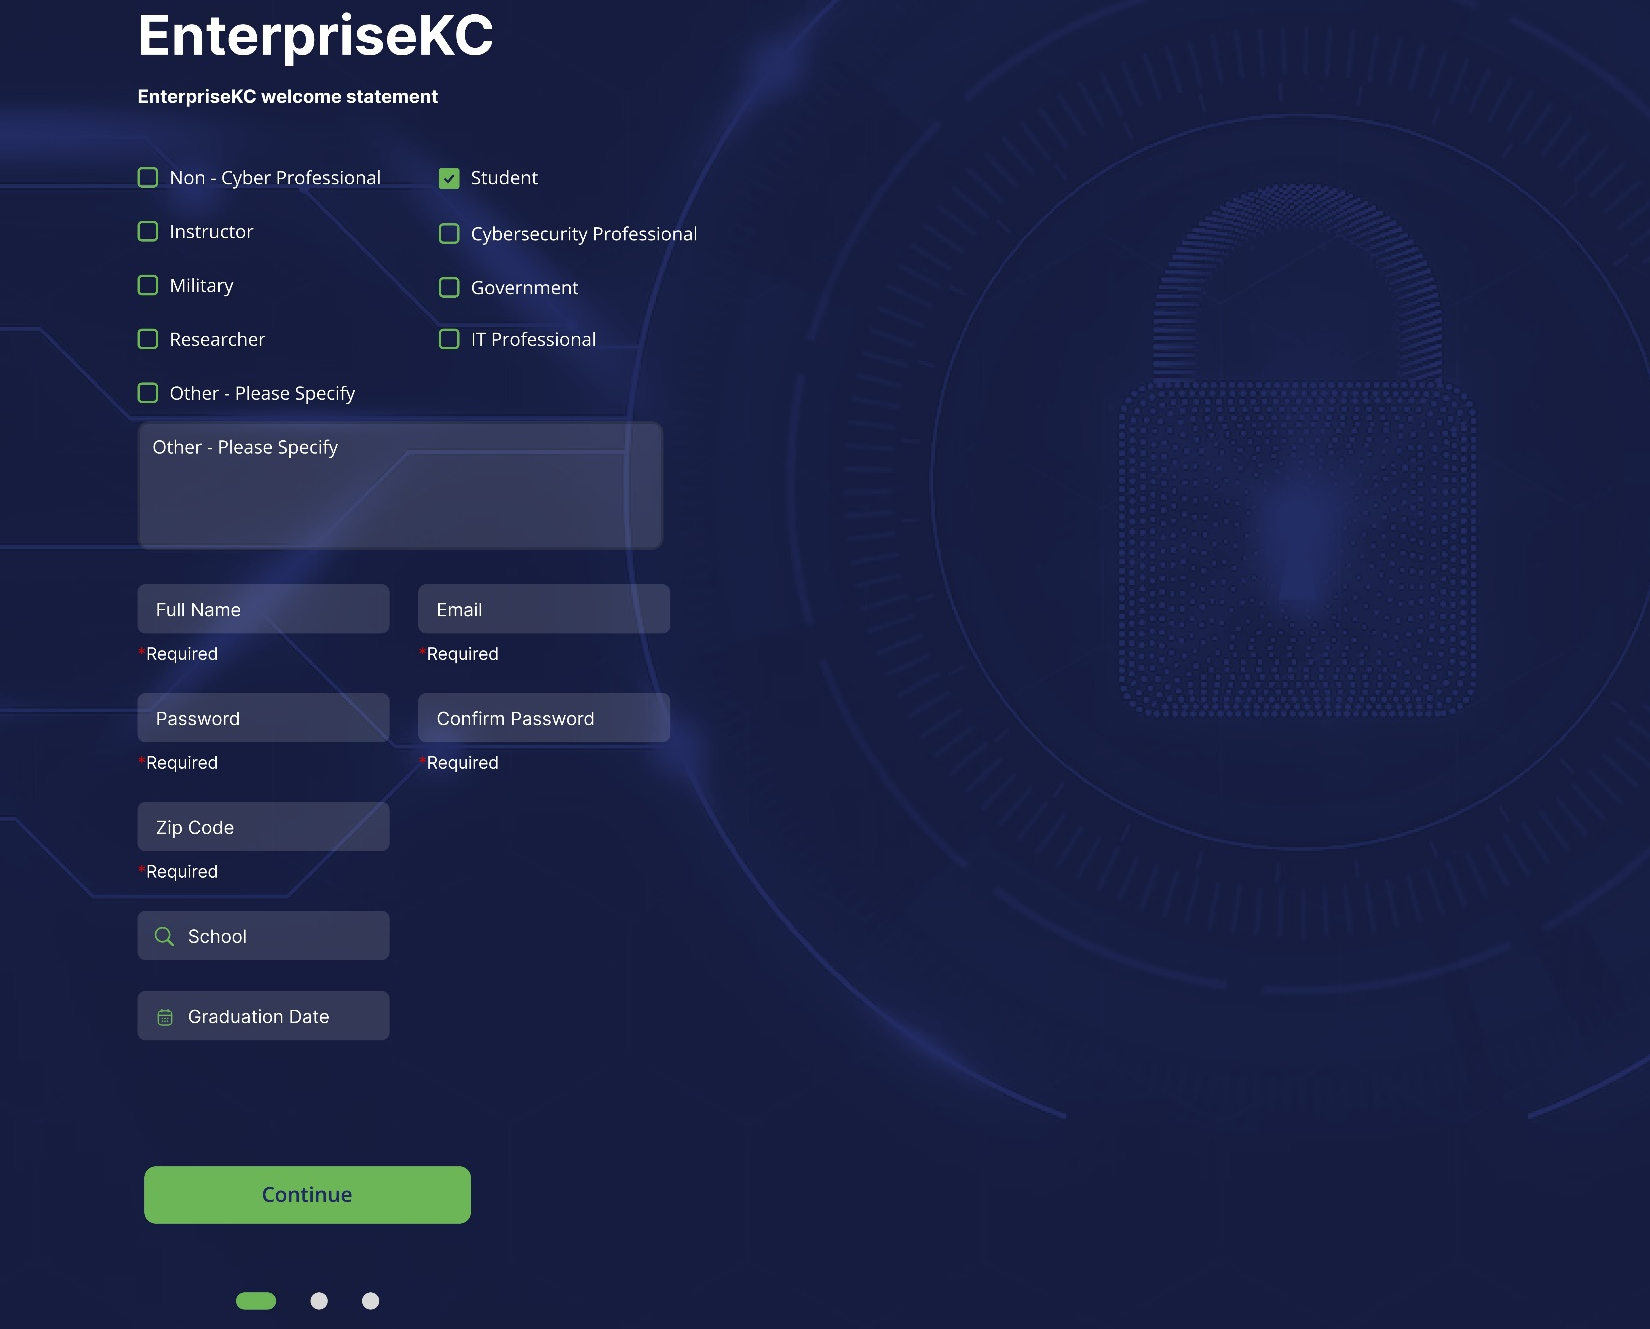 EnterpriseKC
EnterpriseKC welcome statement
Non - Cyber Professional
Student
Instructor
Cybersecurity Professional
Military
Government
Researcher
IT Professional
Other - Please Specify
Other - Please Specify
Full Name
Email
*Required
*Required
Password
Confirm Password
*Required
*Required
Zip Code
*Required
School
Graduation Date
Continue